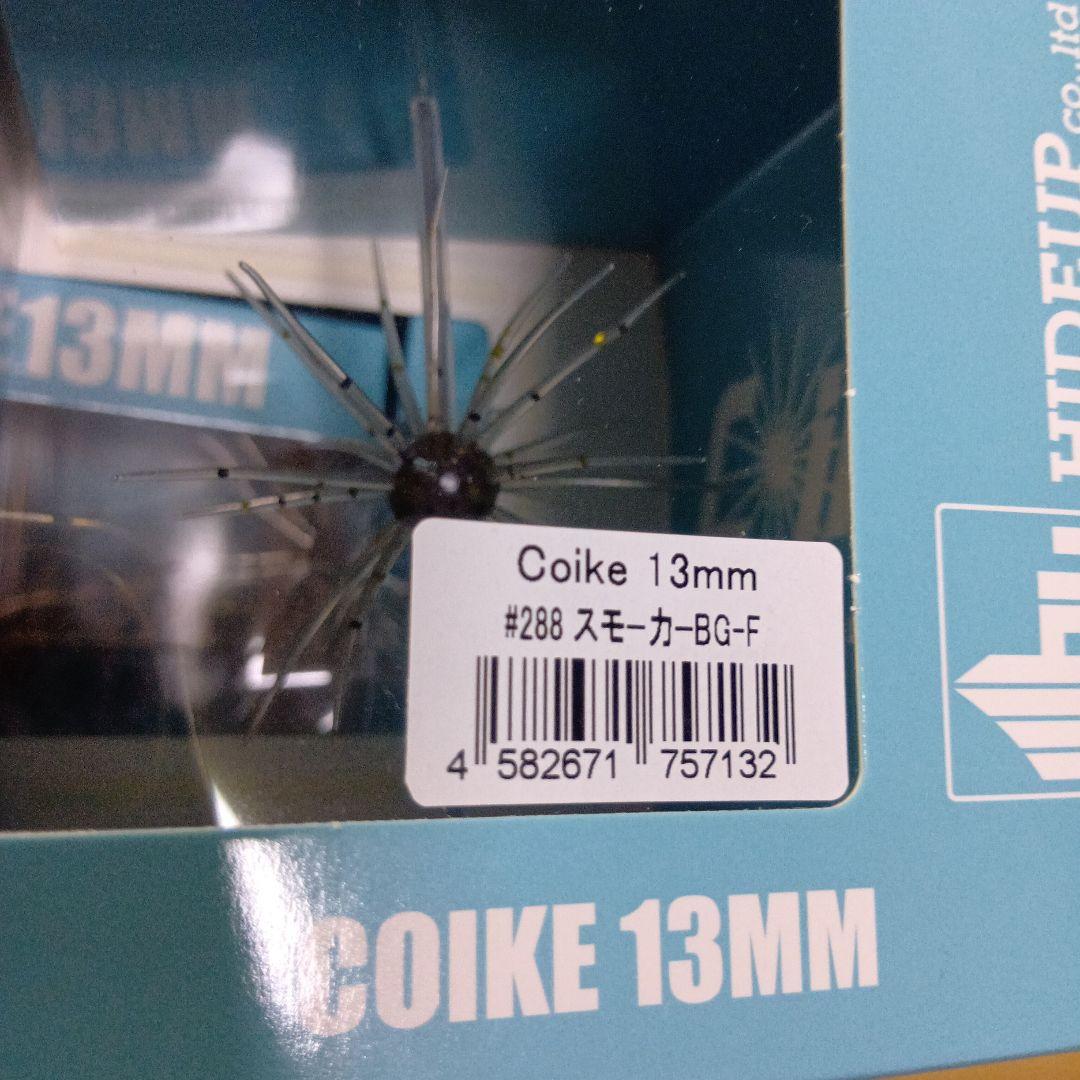 13MM
13MM
Coike 13mm
#288 スモーカーBG-F
4 582671 757132
COIKE 13MM
HIDEUP co.,ltd